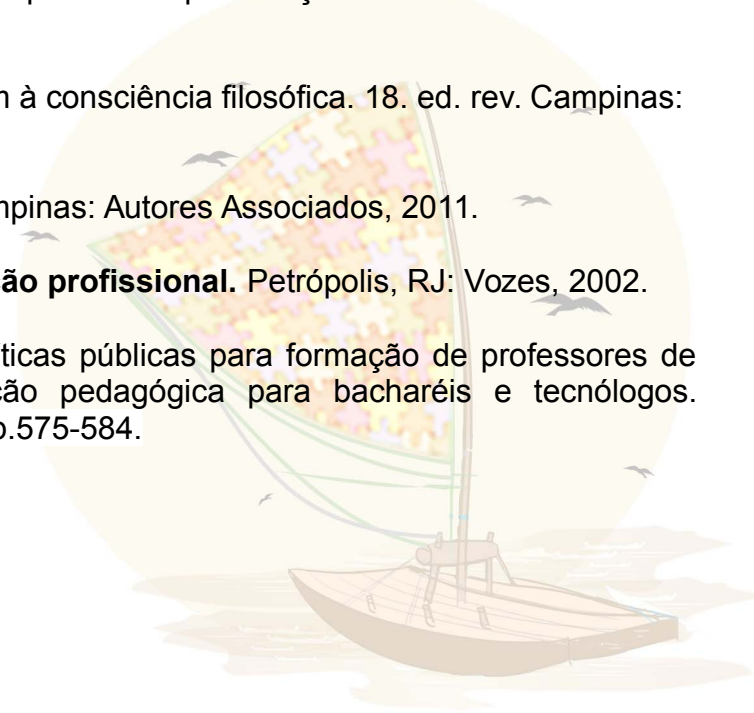 m à consciência filosófica. 18. ed. rev. Campinas:
mpinas: Autores Associados, 2011.
ão profissional. Petrópolis, RJ: Vozes, 2002.
íticas públicas para formação de professores de
ção pedagógica para bacharéis e tecnólogos.
p.575-584.